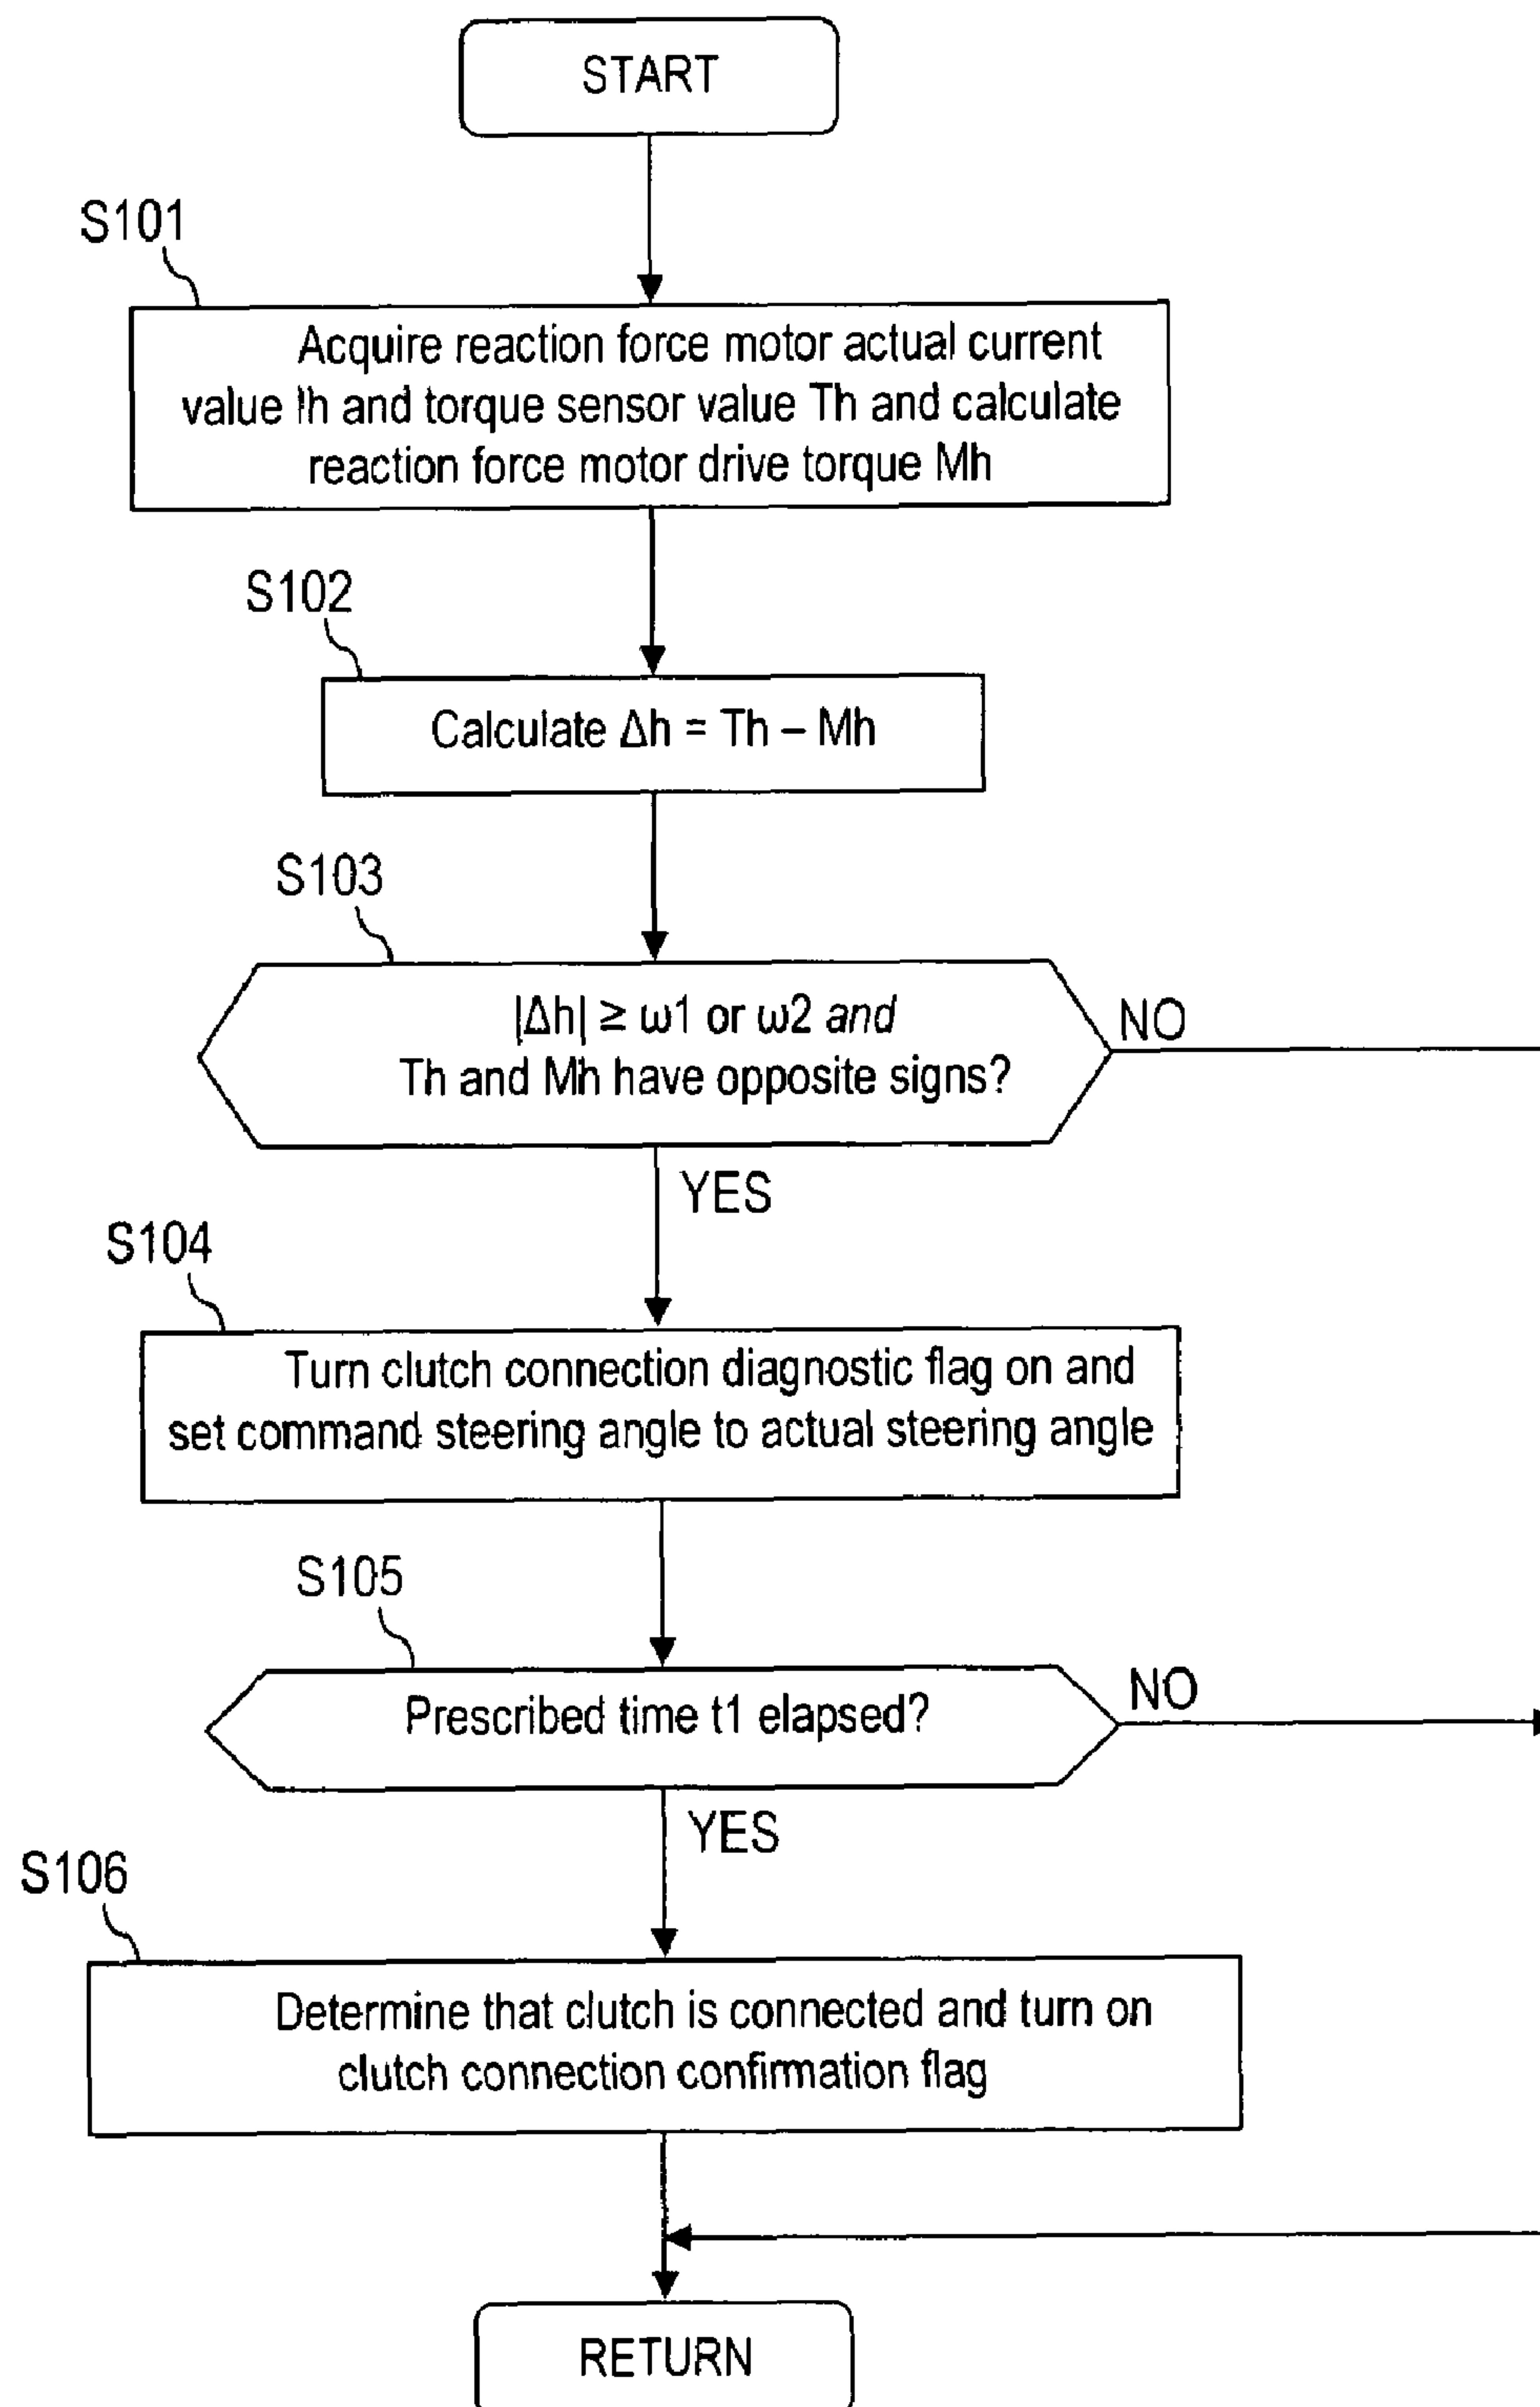 START
S101
Acquire reaction force motor actual current
value Ih and torque sensor value Th and calculate
reaction force motor drive torque Mh
S102
Calculate Δh = Th – Mh
S103
|Δh| ≥ ω1 or ω2 and
Th and Mh have opposite signs?
NO
YES
S104
Turn clutch connection diagnostic flag on and
set command steering angle to actual steering angle
S105
Prescribed time t1 elapsed?
NO
YES
S106
Determine that clutch is connected and turn on
clutch connection confirmation flag
RETURN